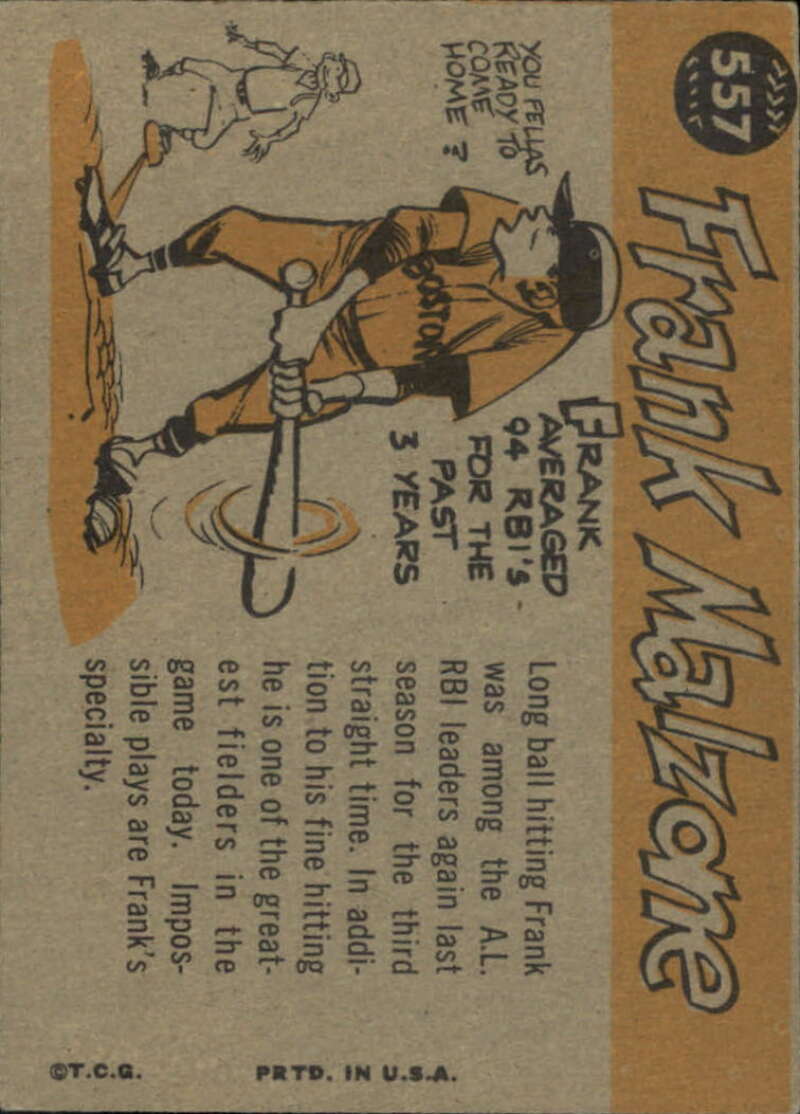 557
Frank Malzone
YOU FELLAS
READY TO
COME
HOME ?
BOSTON
FRANK
AVERAGED
94 RBI's
FOR THE
PAST
3 YEARS
Long ball hitting Frank
was among the A.L.
RBI leaders again last
season for the third
straight time. In addi-
tion to his fine hitting
he is one of the great-
est fielders in the
game today. Impos-
sible plays are Frank's
specialty.
©T.C.G.
PRTD. IN U.S.A.